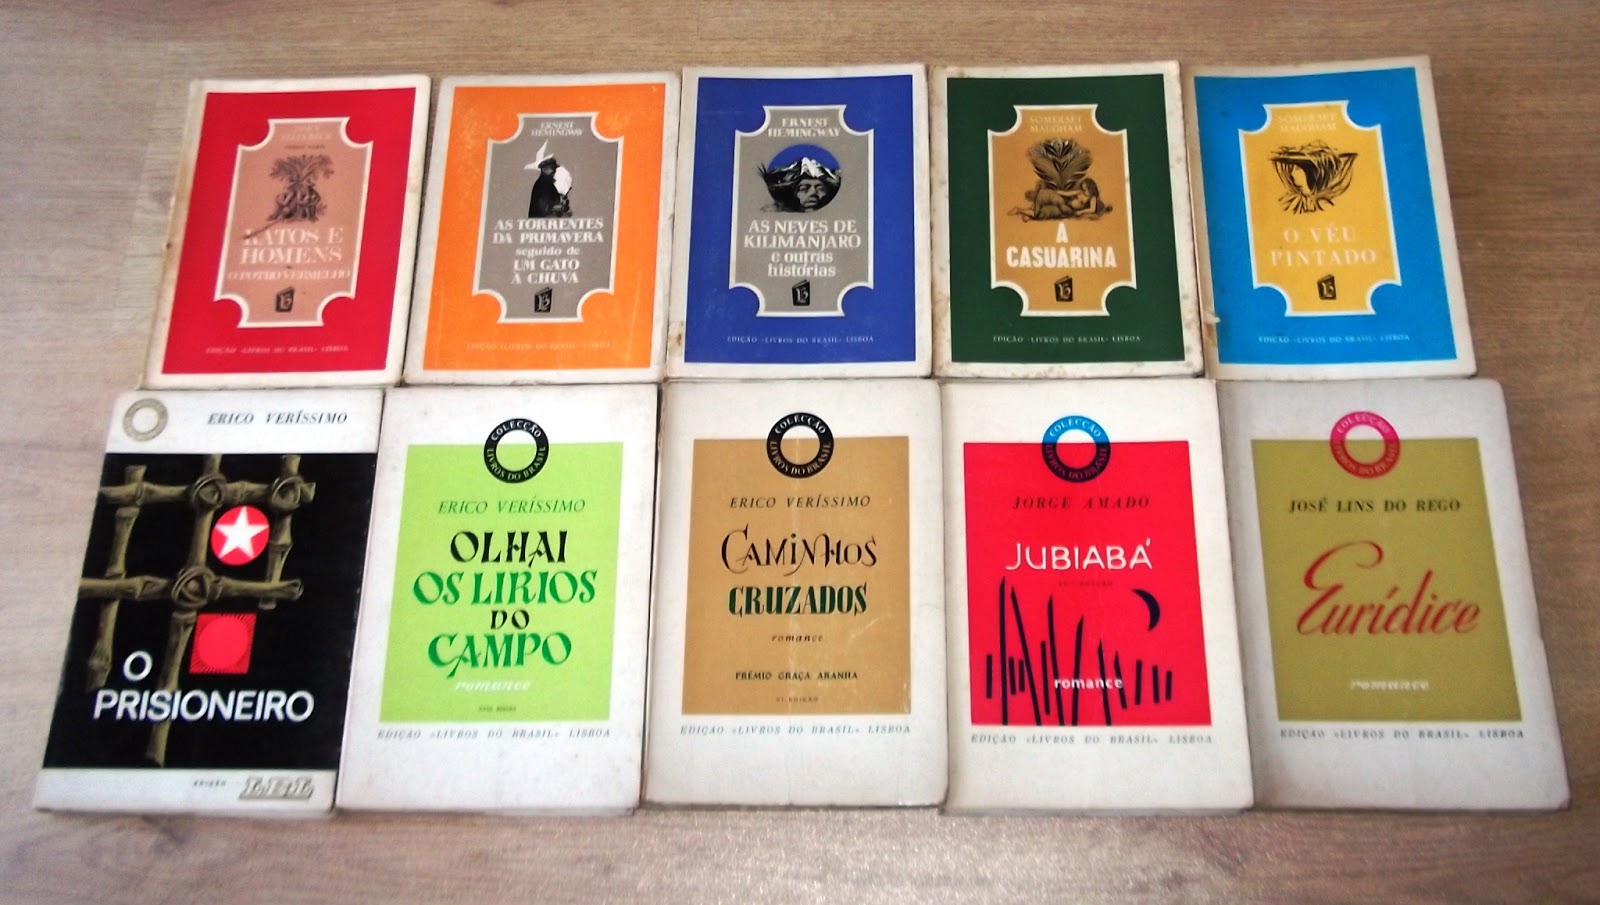 RATOS E
HOMENS
O POTRO VERMELHO
EDIÇÃO «LIVROS DO BRASIL» LISBOA
ERNEST
HEMINGWAY
AS TORRENTES
DA PRIMAVERA
seguido de
UM GATO
À CHUVA
EDIÇÃO «LIVROS DO BRASIL» LISBOA
ERNEST
HEMINGWAY
AS NEVES DE
KILIMANJARO
e outras
histórias
EDIÇÃO «LIVROS DO BRASIL» LISBOA
SOMERSET
MAUGHAM
A
CASUARINA
EDIÇÃO «LIVROS DO BRASIL» LISBOA
SOMERSET
MAUGHAM
O VÉU
PINTADO
EDIÇÃO «LIVROS DO BRASIL» LISBOA
ERICO VERÍSSIMO
O
PRISIONEIRO
EDIÇÃO
COLECÇÃO
LIVROS DO BRASIL
ERICO VERÍSSIMO
OLHAI
OS LIRIOS
DO
CAMPO
romance
EDIÇÃO «LIVROS DO BRASIL» LISBOA
COLECÇÃO
LIVROS DO BRASIL
ERICO VERÍSSIMO
CAMINHOS
CRUZADOS
romance
PRÉMIO GRAÇA ARANHA
EDIÇÃO «LIVROS DO BRASIL» LISBOA
COLECÇÃO
LIVROS DO BRASIL
JORGE AMADO
JUBIABÁ
romance
EDIÇÃO «LIVROS DO BRASIL» LISBOA
COLECÇÃO
LIVROS DO BRASIL
JOSÉ LINS DO REGO
Eurídice
romance
EDIÇÃO «LIVROS DO BRASIL» LISBOA